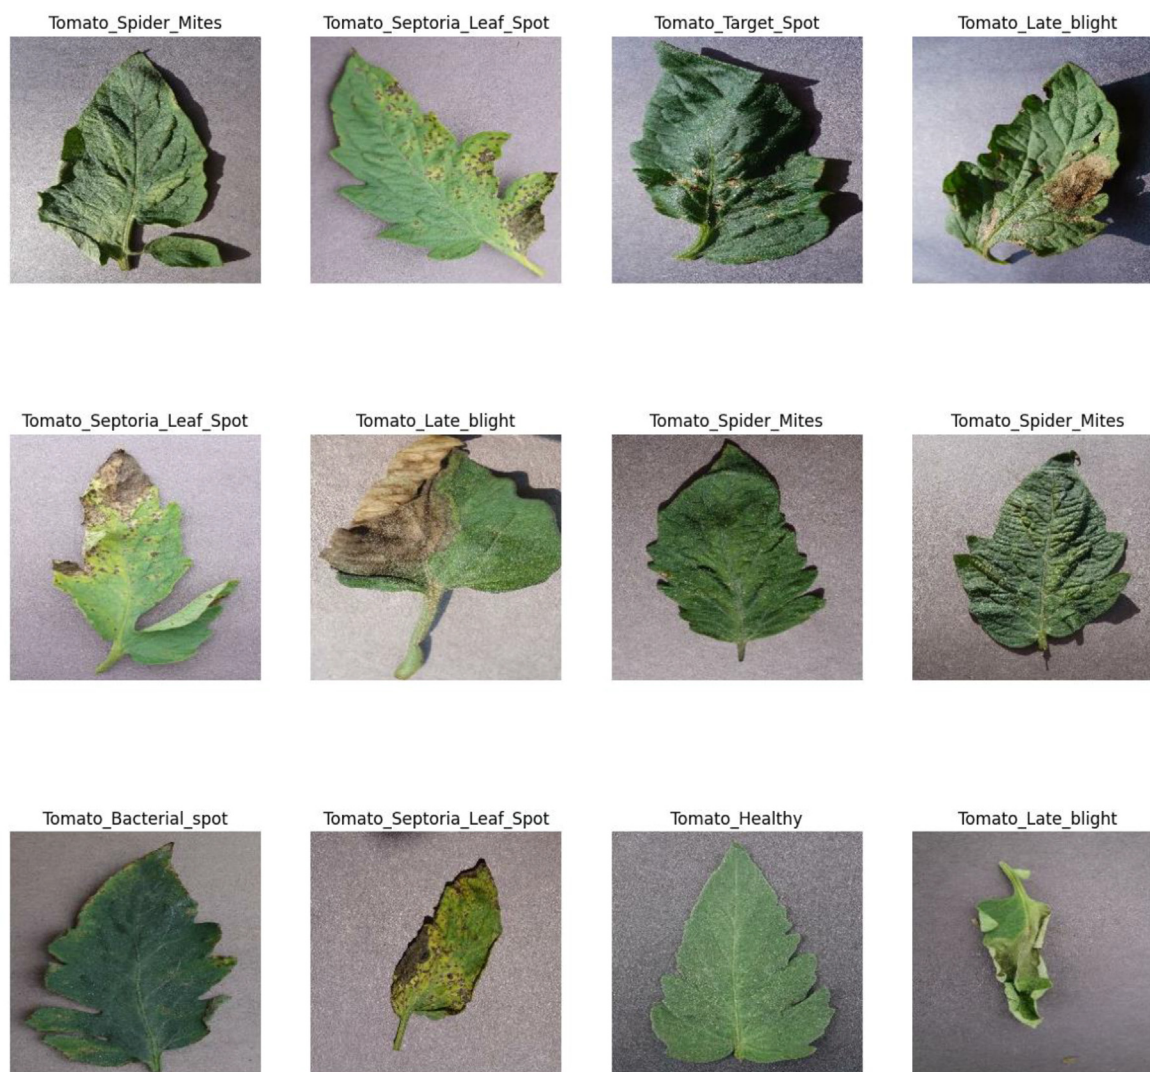 Tomato_Spider_Mites
Tomato_Septoria_Leaf_Spot
Tomato_Target_Spot
Tomato_Late_blight
Tomato_Septoria_Leaf_Spot
Tomato_Late_blight
Tomato_Spider_Mites
Tomato_Spider_Mites
Tomato_Bacterial_spot
Tomato_Septoria_Leaf_Spot
Tomato_Healthy
Tomato_Late_blight